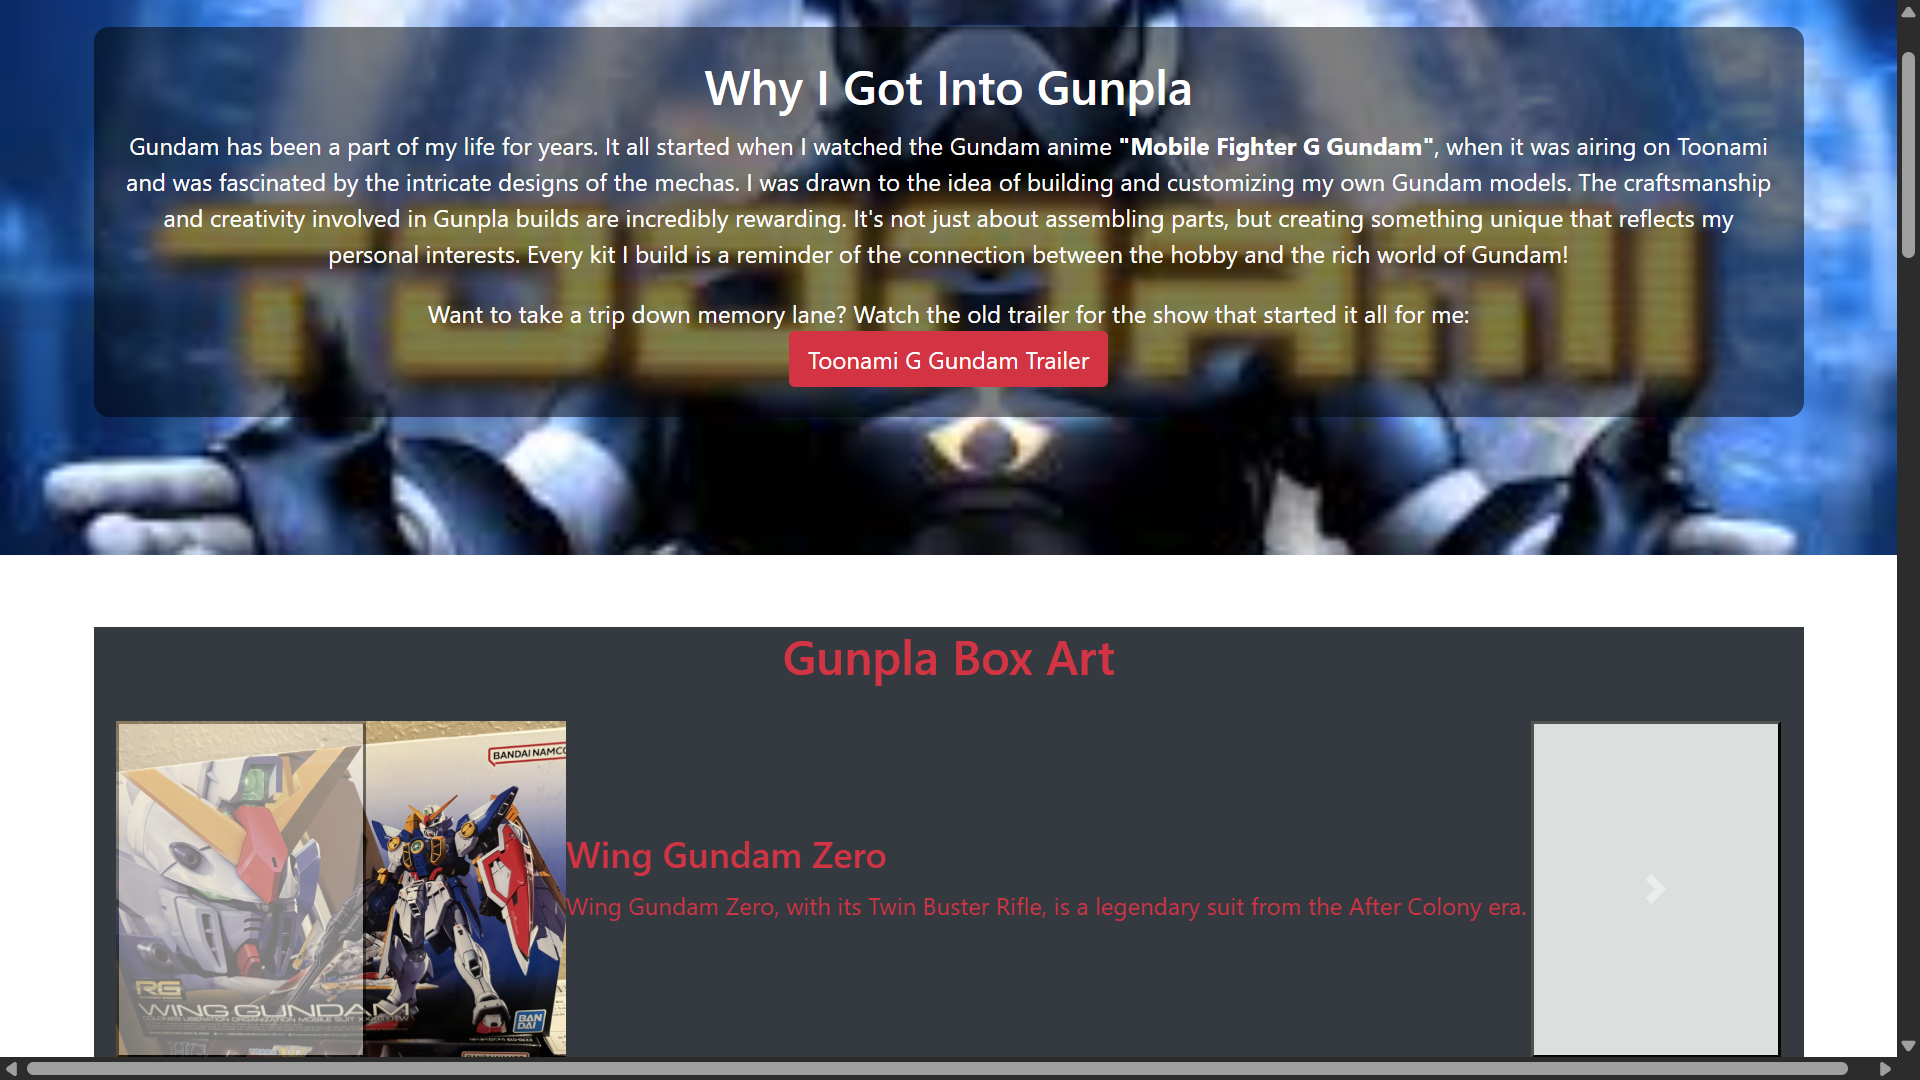 Why I Got Into Gunpla
Gundam has been a part of my life for years. It all started when I watched the Gundam anime "Mobile Fighter G Gundam", when it was airing on Toonami
and was fascinated by the intricate designs of the mechas. I was drawn to the idea of building and customizing my own Gundam models. The craftsmanship
and creativity involved in Gunpla builds are incredibly rewarding. It's not just about assembling parts, but creating something unique that reflects my
personal interests. Every kit I build is a reminder of the connection between the hobby and the rich world of Gundam!
TOONAMI
Want to take a trip down memory lane? Watch the old trailer for the show that started it all for me:
Toonami G Gundam Trailer
Gunpla Box Art
BANDAI NAMCO
Wing Gundam Zero
Wing Gundam Zero, with its Twin Buster Rifle, is a legendary suit from the After Colony era.
RG
WING GUNDAM
BAN
DAI